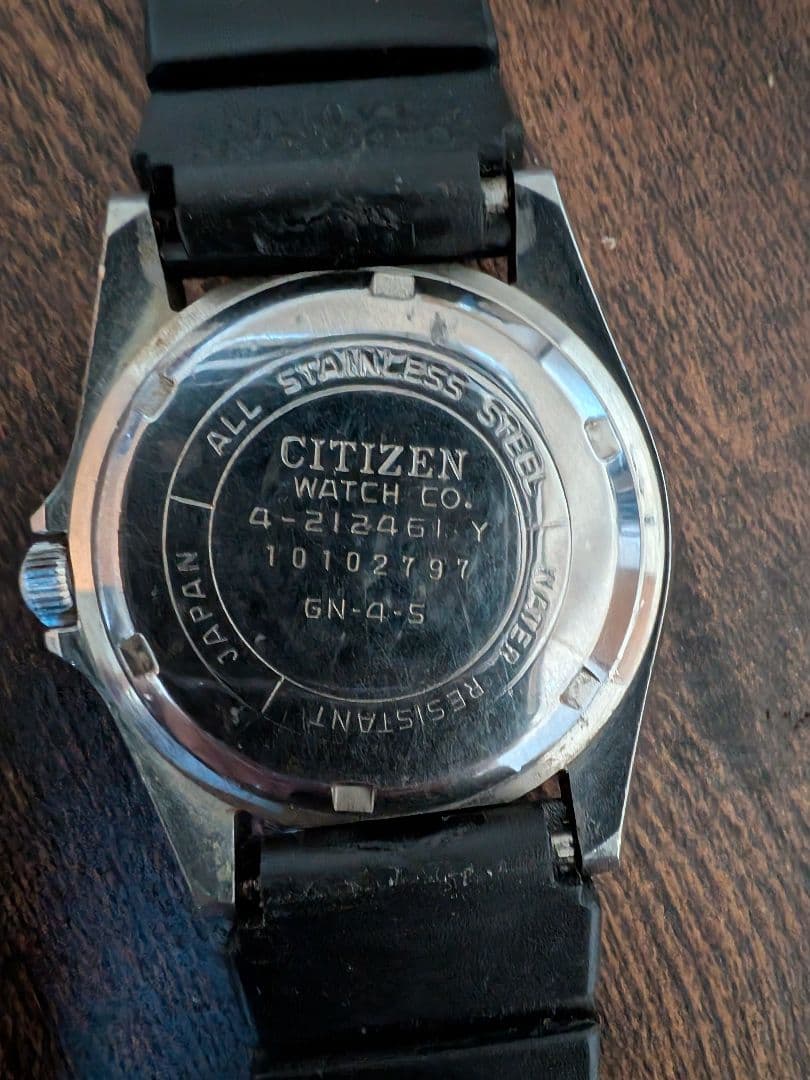 ALL STAINLESS STEEL
CITIZEN
WATCH CO.
4-212461 Y
10102797
GN-4-S
WATER RESISTANT
JAPAN